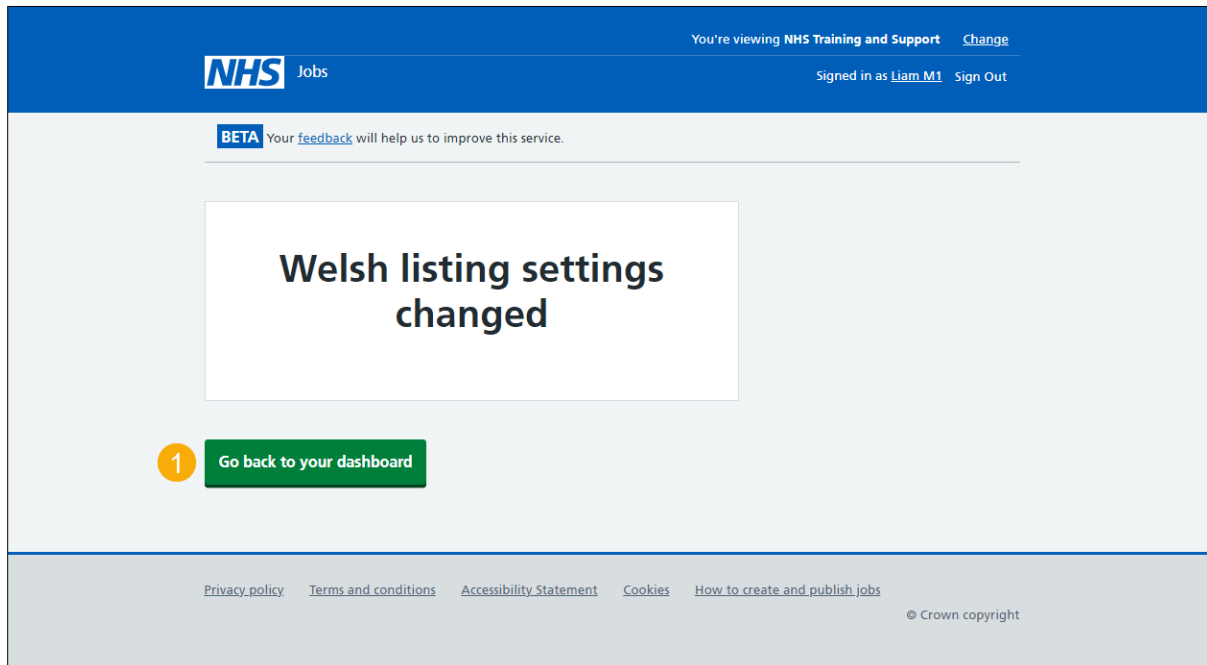 You're viewing NHS Training and Support Change
NHS Jobs
Signed in as Liam M1 Sign Out
BETA Your feedback will help us to improve this service.
Welsh listing settings
changed
1 Go back to your dashboard
Privacy policy Terms and conditions Accessibility Statement Cookies How to create and publish jobs
© Crown copyright